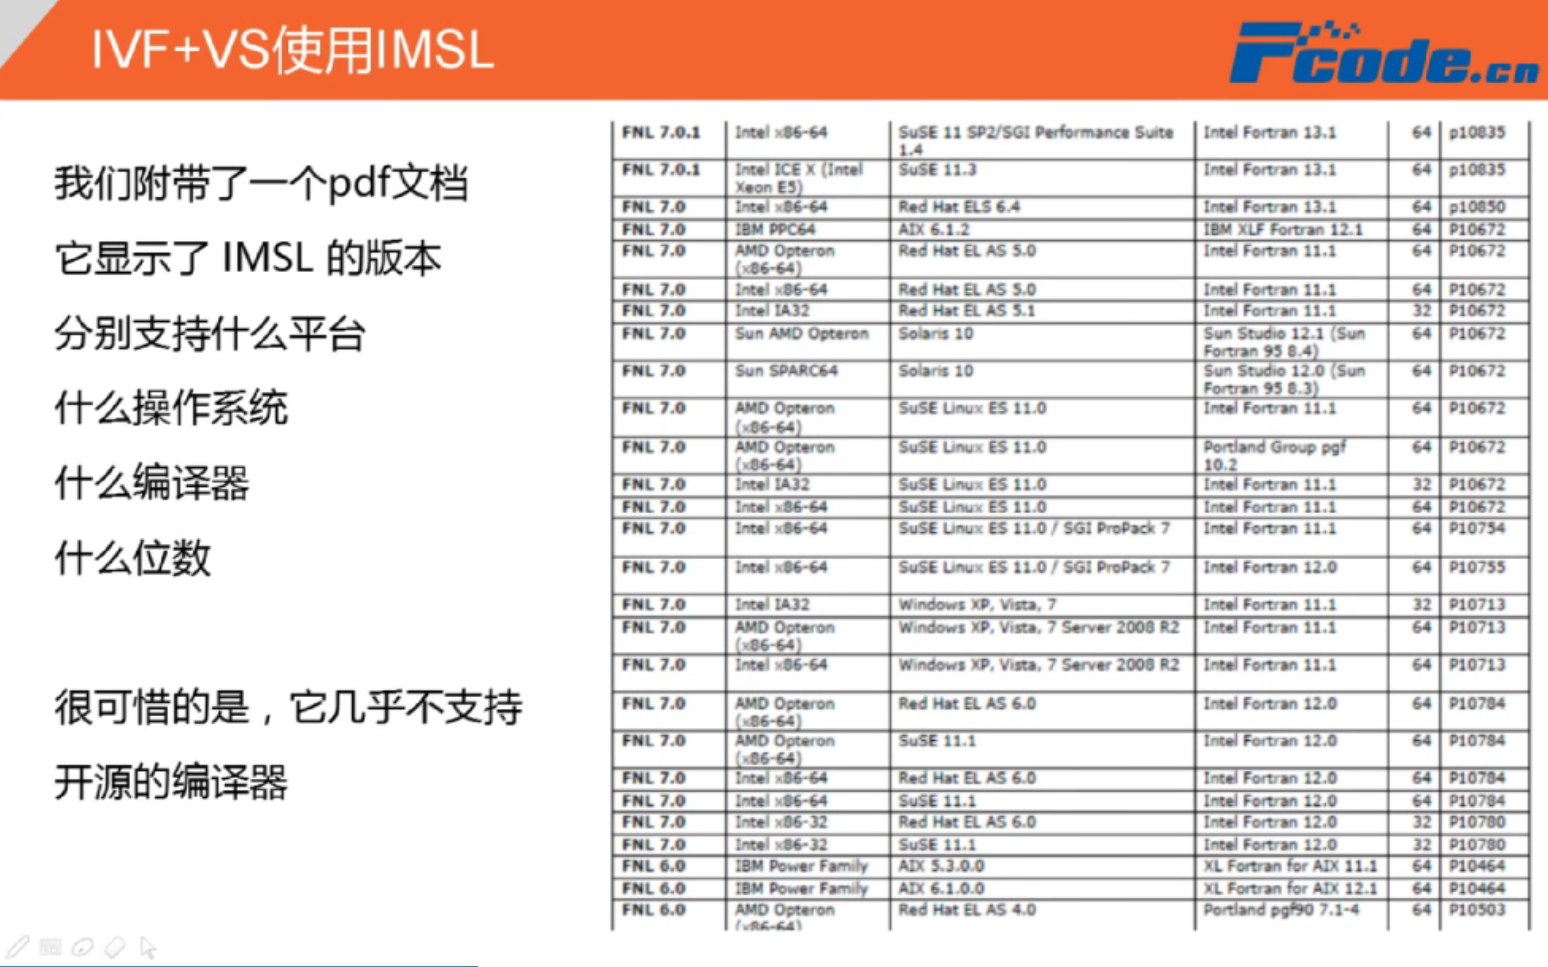 IVF+VS使用IMSL
Fcode.cn
我们附带了一个pdf文档
它显示了 IMSL 的版本
分别支持什么平台
什么操作系统
什么编译器
什么位数
很可惜的是，它几乎不支持
开源的编译器
FNL 7.0.1 Intel x86-64 SuSE 11 SP2/SGI Performance Suite 1.4 Intel Fortran 13.1 64 p10835
FNL 7.0.1 Intel ICE X (Intel Xeon E5) SuSE 11.3 Intel Fortran 13.1 64 p10835
FNL 7.0 Intel x86-64 Red Hat ELS 6.4 Intel Fortran 13.1 64 p10850
FNL 7.0 IBM PPC64 AIX 6.1.2 IBM XLF Fortran 12.1 64 P10672
FNL 7.0 AMD Opteron (x86-64) Red Hat EL AS 5.0 Intel Fortran 11.1 64 P10672
FNL 7.0 Intel x86-64 Red Hat EL AS 5.0 Intel Fortran 11.1 64 P10672
FNL 7.0 Intel IA32 Red Hat EL AS 5.1 Intel Fortran 11.1 32 P10672
FNL 7.0 Sun AMD Opteron Solaris 10 Sun Studio 12.1 (Sun Fortran 95 8.4) 64 P10672
FNL 7.0 Sun SPARC64 Solaris 10 Sun Studio 12.0 (Sun Fortran 95 8.3) 64 P10672
FNL 7.0 AMD Opteron (x86-64) SuSE Linux ES 11.0 Intel Fortran 11.1 64 P10672
FNL 7.0 AMD Opteron (x86-64) SuSE Linux ES 11.0 Portland Group pgf 10.2 64 P10672
FNL 7.0 Intel IA32 SuSE Linux ES 11.0 Intel Fortran 11.1 32 P10672
FNL 7.0 Intel x86-64 SuSE Linux ES 11.0 Intel Fortran 11.1 64 P10672
FNL 7.0 Intel x86-64 SuSE Linux ES 11.0 / SGI ProPack 7 Intel Fortran 11.1 64 P10754
FNL 7.0 Intel x86-64 SuSE Linux ES 11.0 / SGI ProPack 7 Intel Fortran 12.0 64 P10755
FNL 7.0 Intel IA32 Windows XP, Vista, 7 Intel Fortran 11.1 32 P10713
FNL 7.0 AMD Opteron (x86-64) Windows XP, Vista, 7 Server 2008 R2 Intel Fortran 11.1 64 P10713
FNL 7.0 Intel x86-64 Windows XP, Vista, 7 Server 2008 R2 Intel Fortran 11.1 64 P10713
FNL 7.0 AMD Opteron (x86-64) Red Hat EL AS 6.0 Intel Fortran 12.0 64 P10784
FNL 7.0 AMD Opteron (x86-64) SuSE 11.1 Intel Fortran 12.0 64 P10784
FNL 7.0 Intel x86-64 Red Hat EL AS 6.0 Intel Fortran 12.0 64 P10784
FNL 7.0 Intel x86-64 SuSE 11.1 Intel Fortran 12.0 64 P10784
FNL 7.0 Intel x86-32 Red Hat EL AS 6.0 Intel Fortran 12.0 32 P10780
FNL 7.0 Intel x86-32 SuSE 11.1 Intel Fortran 12.0 32 P10780
FNL 6.0 IBM Power Family AIX 5.3.0.0 XL Fortran for AIX 11.1 64 P10464
FNL 6.0 IBM Power Family AIX 6.1.0.0 XL Fortran for AIX 12.1 64 P10464
FNL 6.0 AMD Opteron (x86-64) Red Hat EL AS 4.0 Portland pgf90 7.1-4 64 P10503